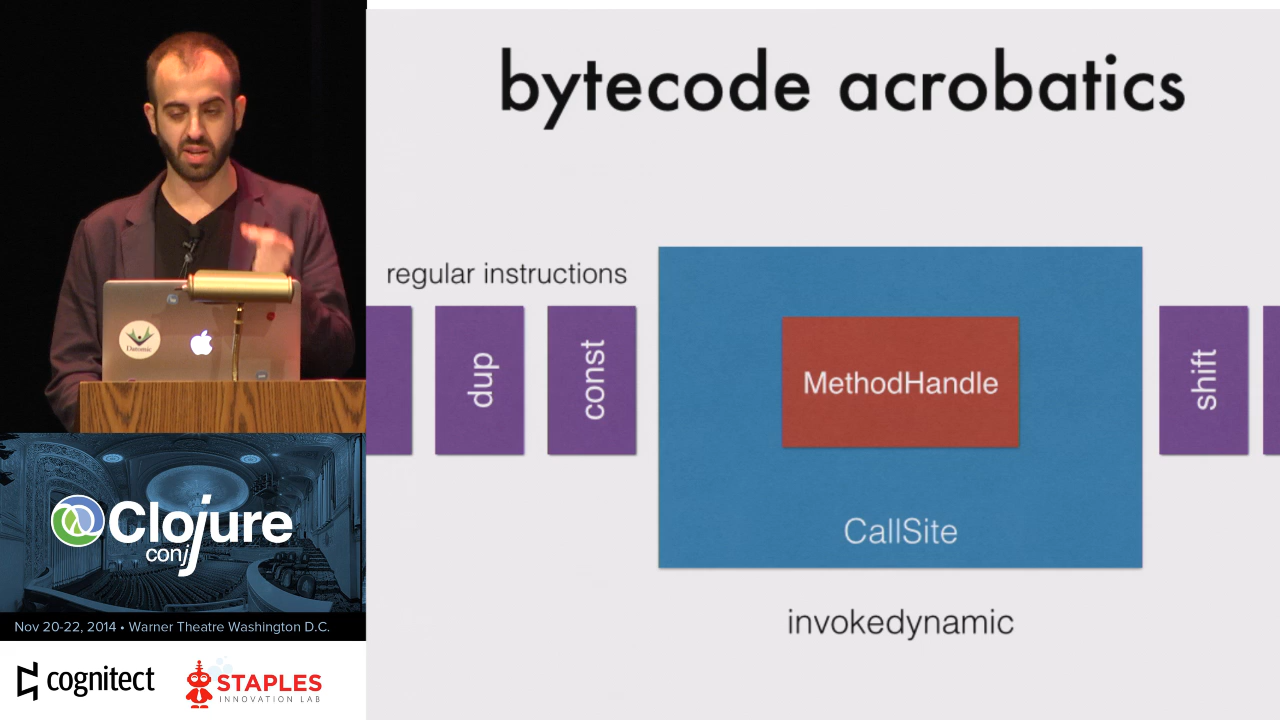 bytecode acrobatics
regular instructions
dup
const
MethodHandle
CallSite
shift
invokedynamic
Datomic
Clojure
conj
Nov 20-22, 2014 • Warner Theatre Washington D.C.
cognitect
STAPLES
INNOVATION LAB